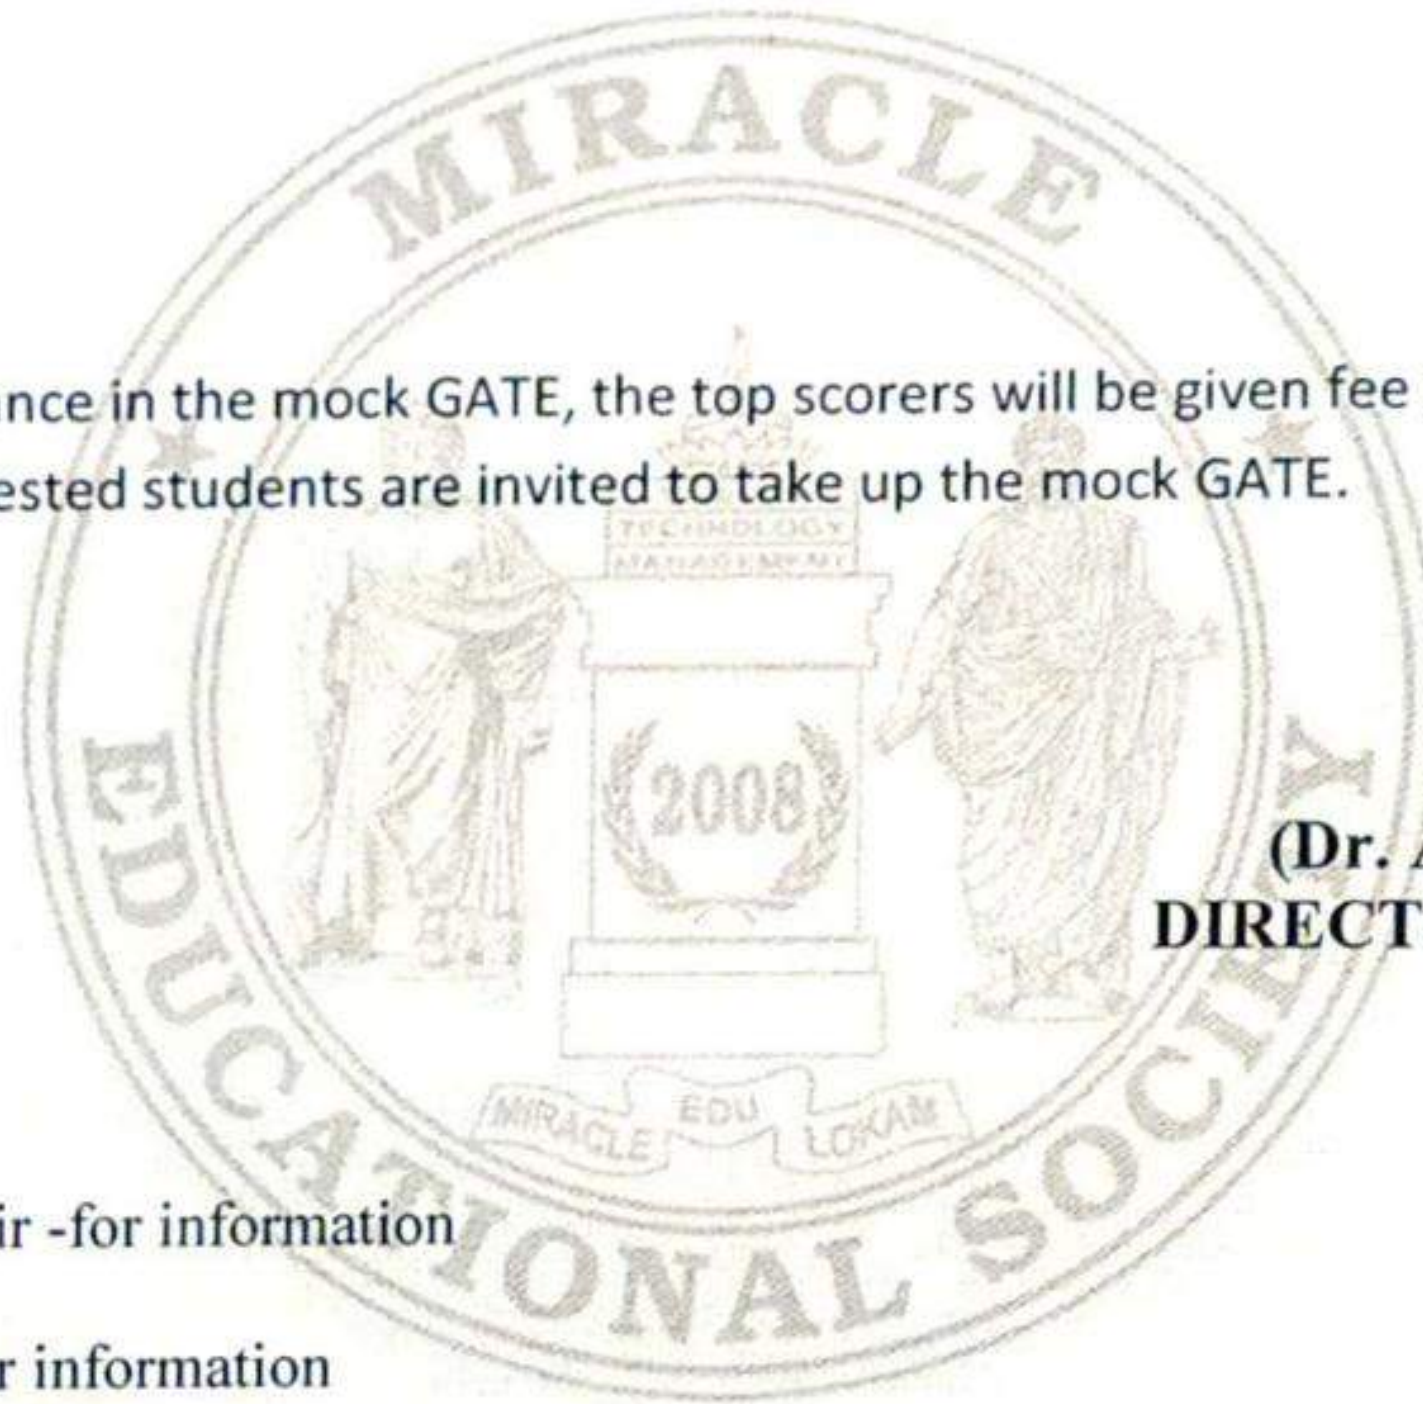 MIRACLE
ance in the mock GATE, the top scorers will be given fee
ested students are invited to take up the mock GATE.
TECHNOLOGY
MANAGEMENT
2008
(Dr. A
DIRECT
MIRACLE EDU LOKAM
EDUCATIONAL SOCIETY
ir -for information
r information